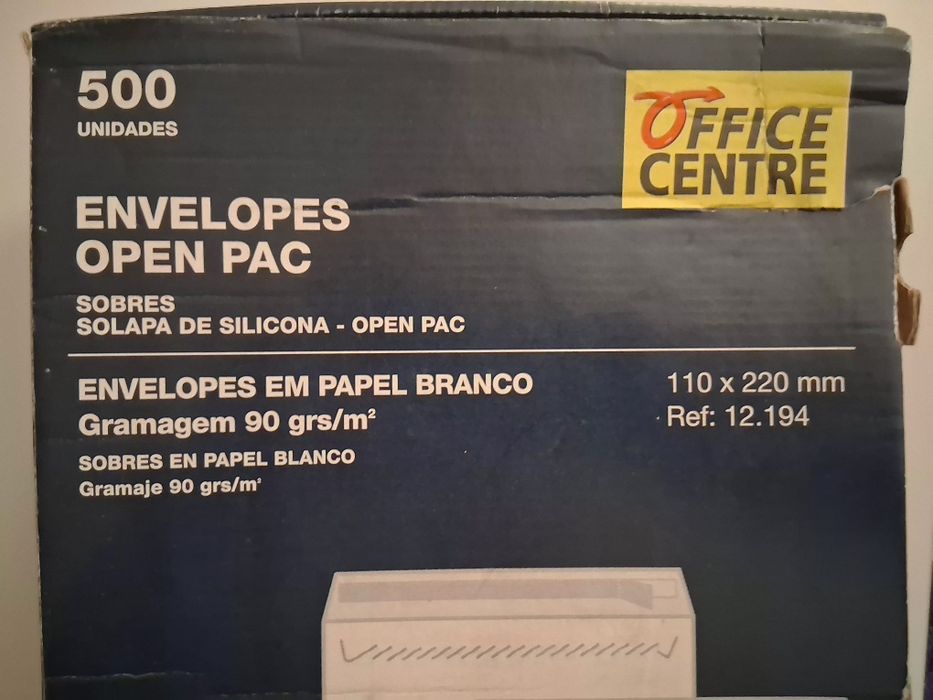 500
UNIDADES
OFFICE
CENTRE
ENVELOPES
OPEN PAC
SOBRES
SOLAPA DE SILICONA - OPEN PAC
ENVELOPES EM PAPEL BRANCO
Gramagem 90 grs/m²
SOBRES EN PAPEL BLANCO
Gramaje 90 grs/m²
110 x 220 mm
Ref: 12.194